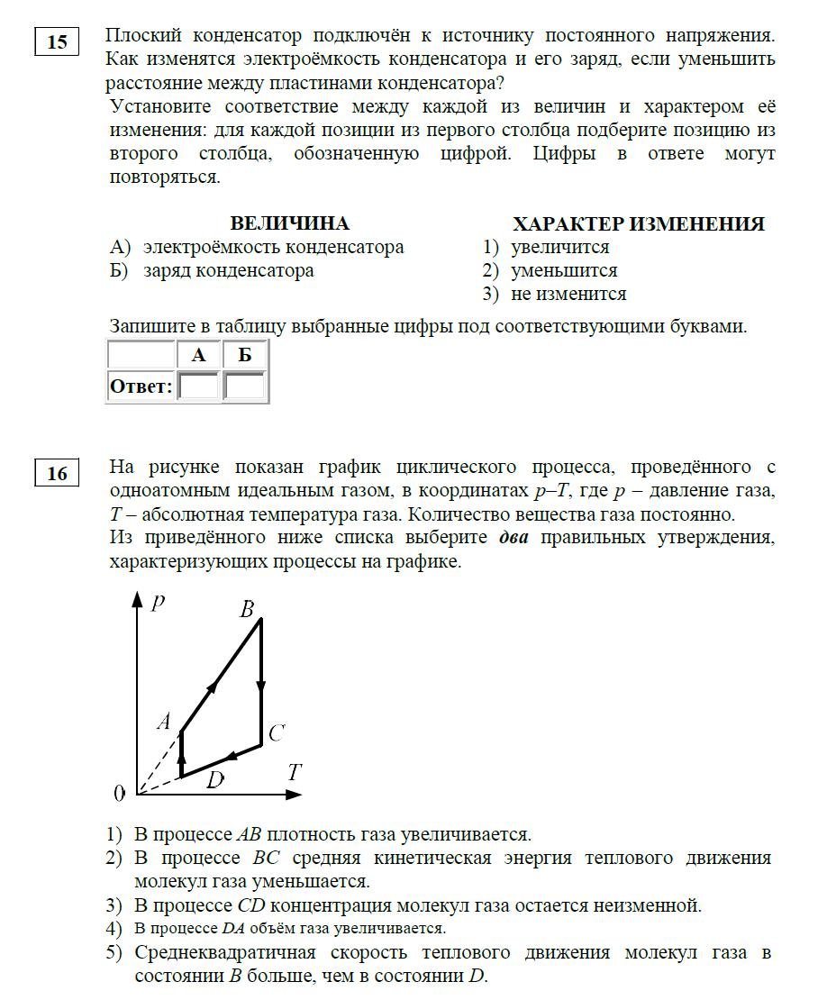 15
Плоский конденсатор подключён к источнику постоянного напряжения.
Как изменятся электроёмкость конденсатора и его заряд, если уменьшить
расстояние между пластинами конденсатора?
Установите соответствие между каждой из величин и характером её
изменения: для каждой позиции из первого столбца подберите позицию из
второго столбца, обозначенную цифрой. Цифры в ответе могут
повторяться.
ВЕЛИЧИНА
А) электроёмкость конденсатора
Б) заряд конденсатора
ХАРАКТЕР ИЗМЕНЕНИЯ
1) увеличится
2) уменьшится
3) не изменится
Запишите в таблицу выбранные цифры под соответствующими буквами.
А Б
Ответ:
16
На рисунке показан график циклического процесса, проведённого с
одноатомным идеальным газом, в координатах p–T, где p – давление газа,
T – абсолютная температура газа. Количество вещества газа постоянно.
Из приведённого ниже списка выберите два правильных утверждения,
характеризующих процессы на графике.
p
B
A
C
D
T
0
1) В процессе AB плотность газа увеличивается.
2) В процессе BC средняя кинетическая энергия теплового движения
молекул газа уменьшается.
3) В процессе CD концентрация молекул газа остается неизменной.
4) В процессе DA объём газа увеличивается.
5) Среднеквадратичная скорость теплового движения молекул газа в
состоянии B больше, чем в состоянии D.